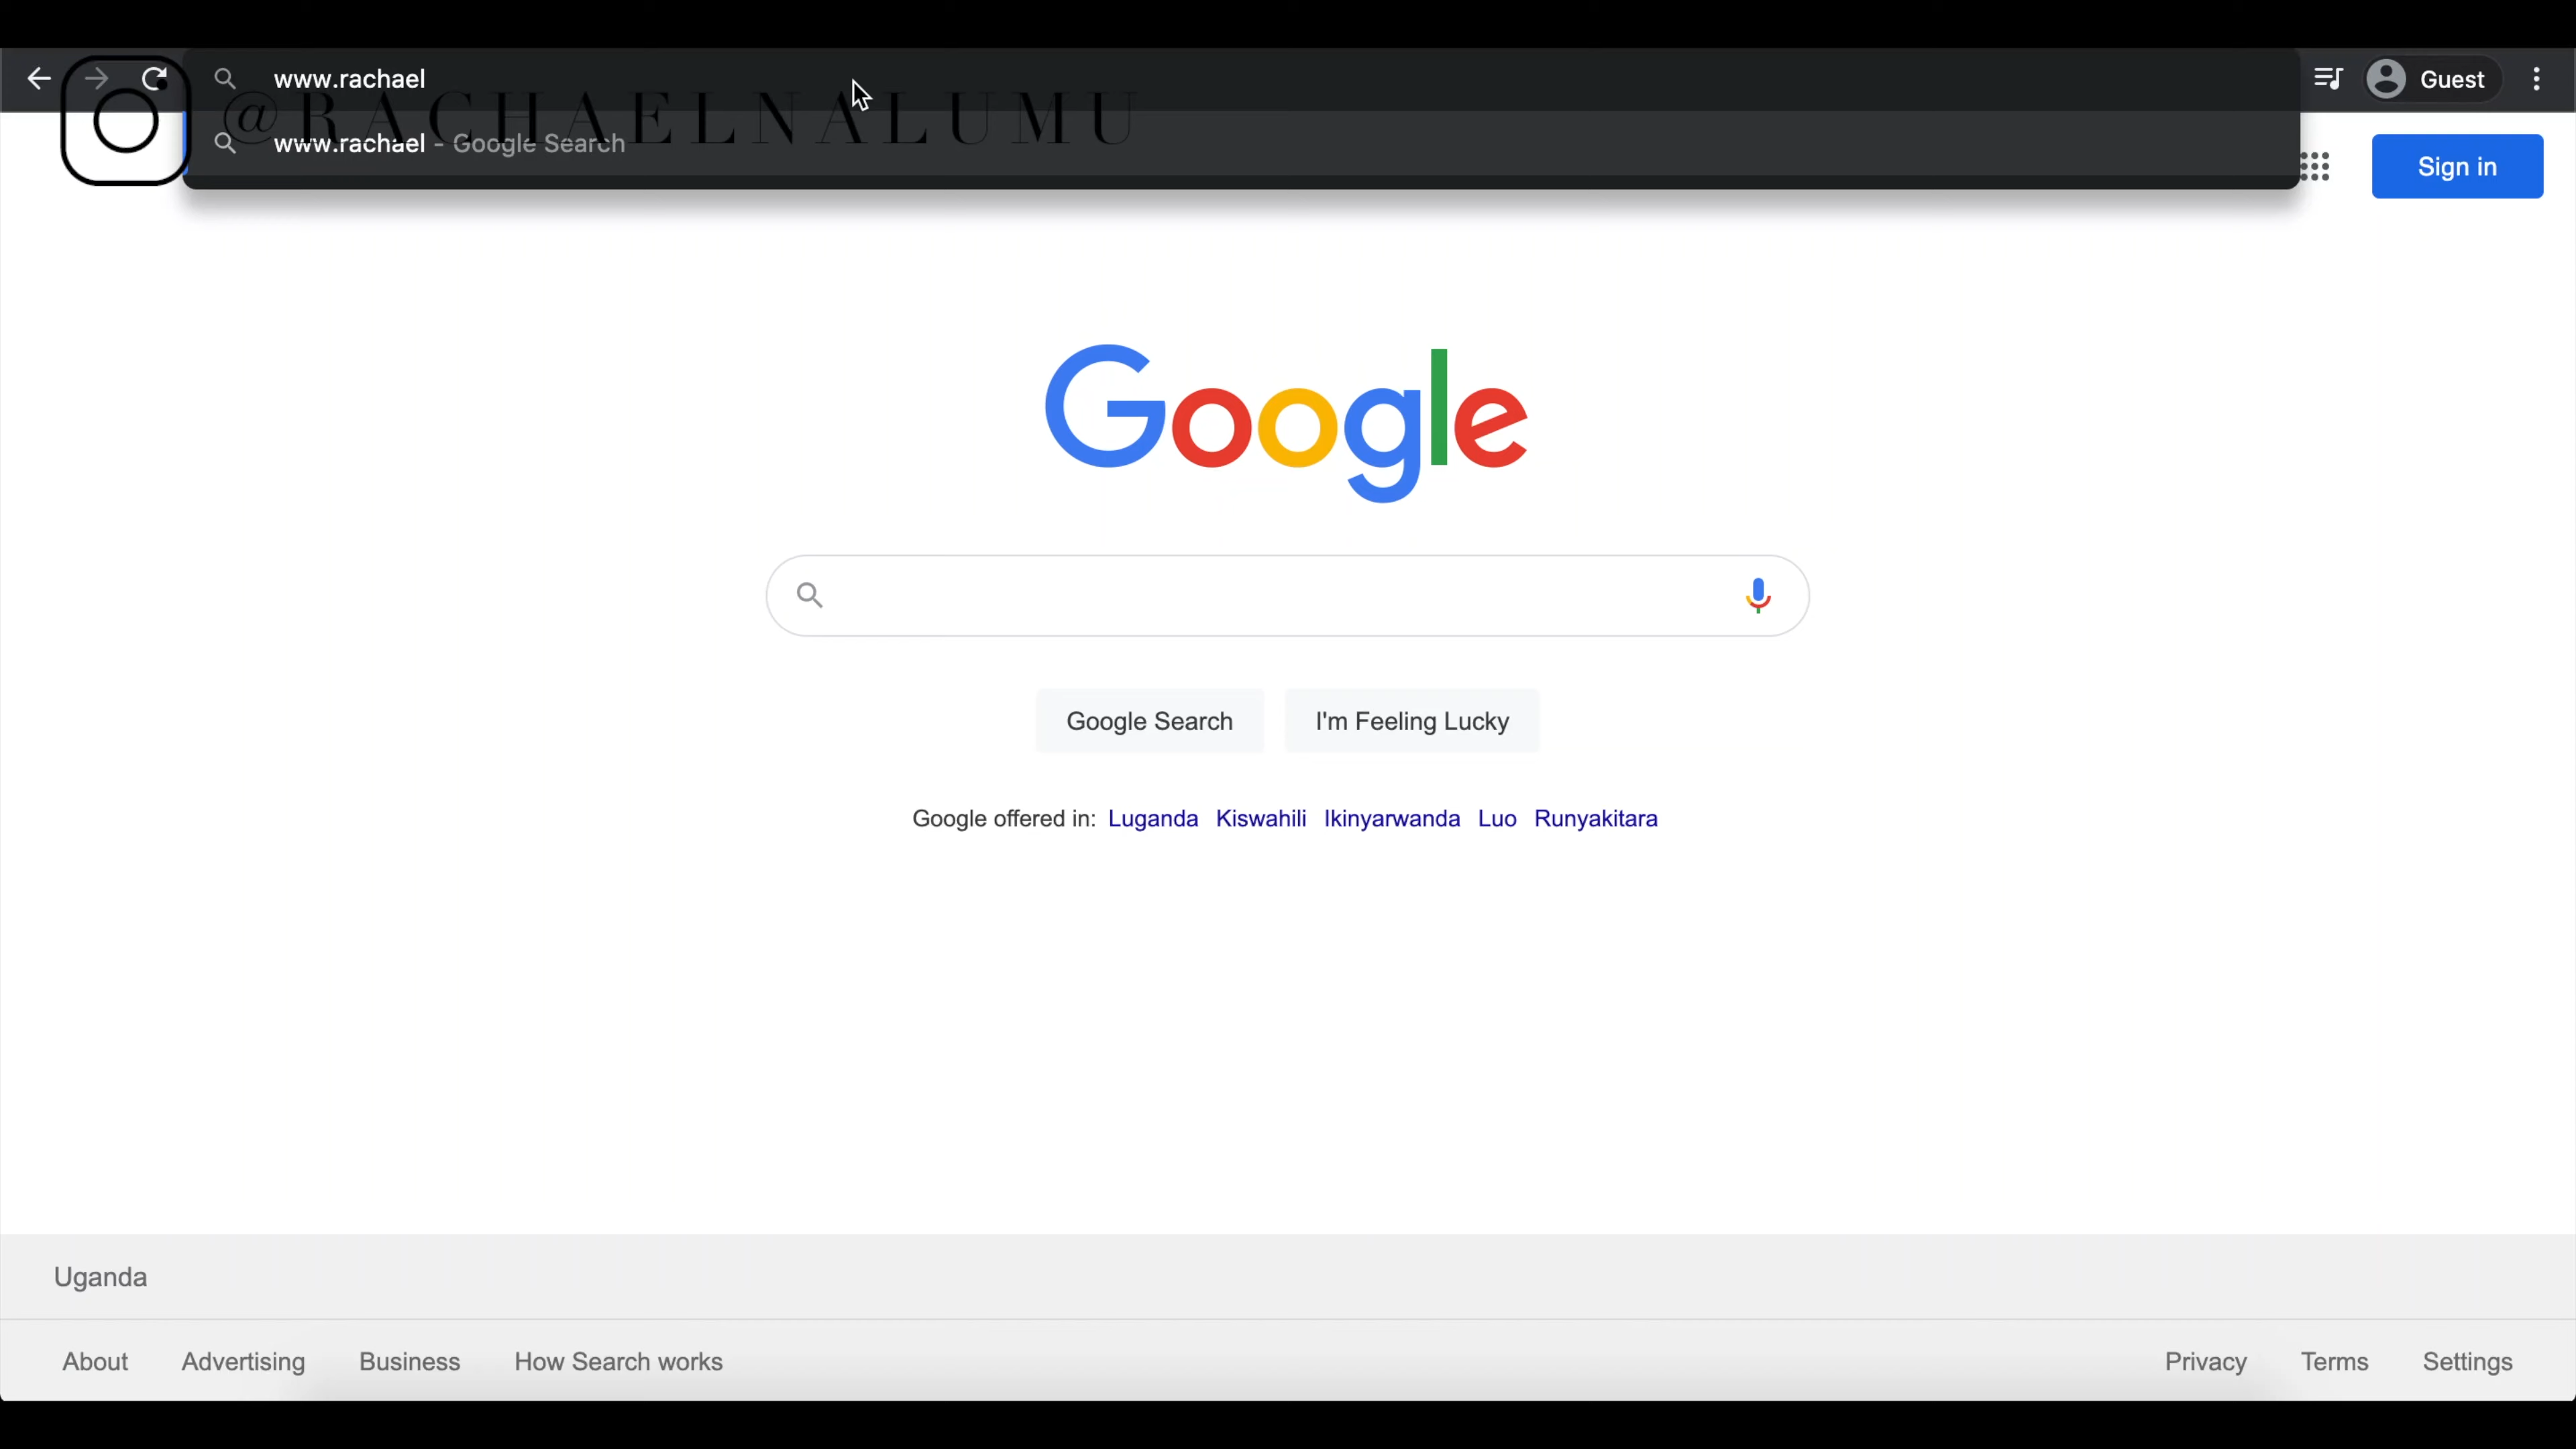 www.rachael
Guest
@RACHAELNALUMU
www.rachael - Google Search
Sign in
Google
Google Search
I'm Feeling Lucky
Google offered in: Luganda Kiswahili Ikinyarwanda Luo Runyakitara
Uganda
About Advertising Business How Search works
Privacy Terms Settings